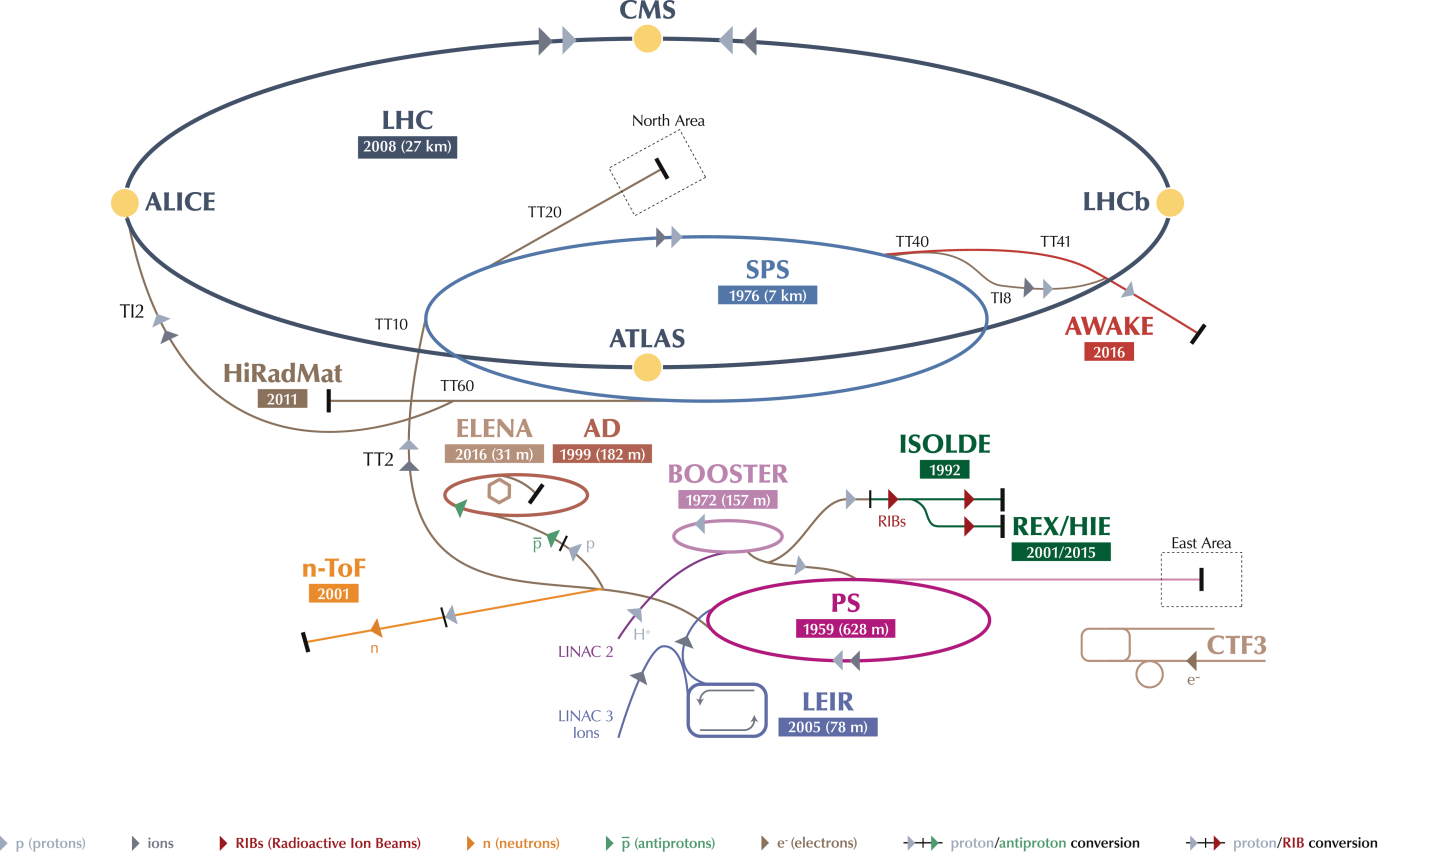 CMS
LHC
2008 (27 km)
North Area
ALICE
LHCb
TT20
TT40
TT41
SPS
1976 (7 km)
TI8
TI2
TT10
ATLAS
AWAKE
2016
HiRadMat
2011
TT60
ELENA
2016 (31 m)
AD
1999 (182 m)
TT2
ISOLDE
1992
BOOSTER
1972 (157 m)
RIBs
REX/HIE
2001/2015
p̅
p
East Area
n-ToF
2001
PS
1959 (628 m)
H⁺
n
LINAC 2
CTF3
e⁻
LEIR
2005 (78 m)
LINAC 3
Ions
p (protons)
ions
RIBs (Radioactive Ion Beams)
n (neutrons)
p̅ (antiprotons)
e⁻ (electrons)
proton/antiproton conversion
proton/RIB conversion